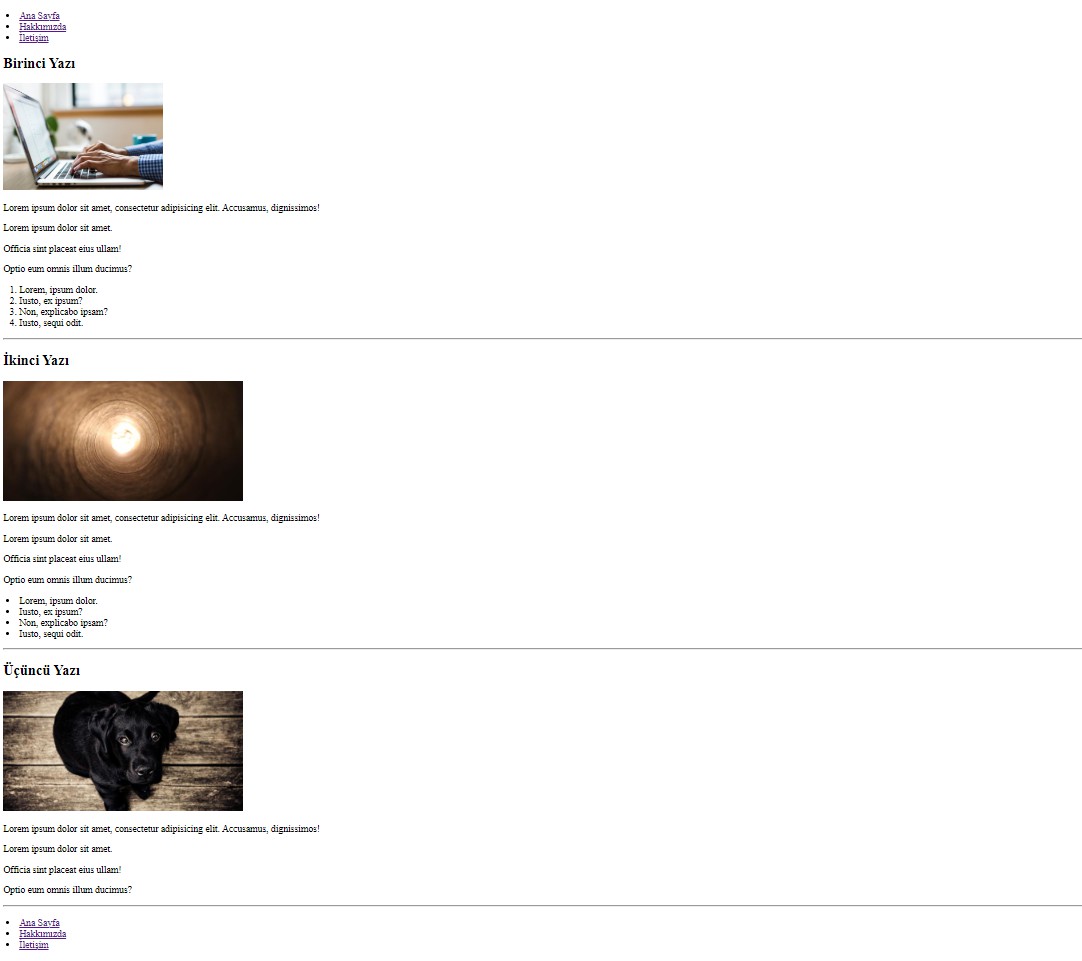 Ana Sayfa
Hakkımızda
İletişim
Birinci Yazı
Lorem ipsum dolor sit amet, consectetur adipisicing elit. Accusamus, dignissimos!
Lorem ipsum dolor sit amet.
Officia sint placeat eius ullam!
Optio eum omnis illum ducimus?
1. Lorem, ipsum dolor.
2. Iusto, ex ipsum?
3. Non, explicabo ipsam?
4. Iusto, sequi odit.
İkinci Yazı
Lorem ipsum dolor sit amet, consectetur adipisicing elit. Accusamus, dignissimos!
Lorem ipsum dolor sit amet.
Officia sint placeat eius ullam!
Optio eum omnis illum ducimus?
Lorem, ipsum dolor.
Iusto, ex ipsum?
Non, explicabo ipsam?
Iusto, sequi odit.
Üçüncü Yazı
Lorem ipsum dolor sit amet, consectetur adipisicing elit. Accusamus, dignissimos!
Lorem ipsum dolor sit amet.
Officia sint placeat eius ullam!
Optio eum omnis illum ducimus?
Ana Sayfa
Hakkımızda
İletişim